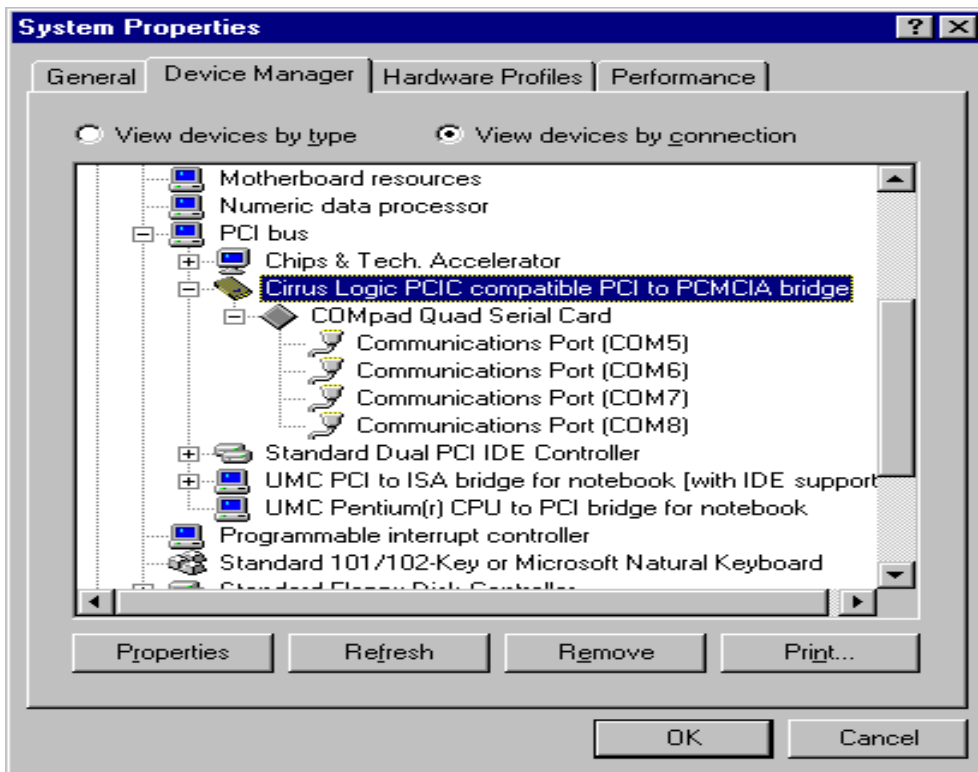 System Properties
General Device Manager Hardware Profiles Performance
View devices by type View devices by connection
Motherboard resources
Numeric data processor
PCI bus
Chips & Tech. Accelerator
Cirrus Logic PCIC compatible PCI to PCMCIA bridge
COMpad Quad Serial Card
Communications Port (COM5)
Communications Port (COM6)
Communications Port (COM7)
Communications Port (COM8)
Standard Dual PCI IDE Controller
UMC PCI to ISA bridge for notebook [with IDE support
UMC Pentium(r) CPU to PCI bridge for notebook
Programmable interrupt controller
Standard 101/102-Key or Microsoft Natural Keyboard
Standard Floppy Disk Controller
Properties Refresh Remove Print...
OK Cancel